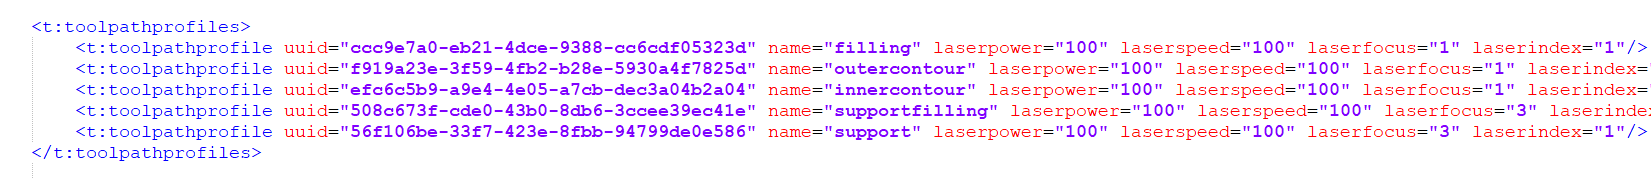 <t:toolpathprofiles>
<t:toolpathprofile uuid="ccc9e7a0-eb21-4dce-9388-cc6cdf05323d" name="filling" laserpower="100" laserspeed="100" laserfocus="1" laserindex="1"/>
<t:toolpathprofile uuid="f919a23e-3f59-4fb2-b28e-5930a4f7825d" name="outercontour" laserpower="100" laserspeed="100" laserfocus="1" laserindex="
<t:toolpathprofile uuid="efc6c5b9-a9e4-4e05-a7cb-dec3a04b2a04" name="innercontour" laserpower="100" laserspeed="100" laserfocus="1" laserindex="
<t:toolpathprofile uuid="508c673f-cde0-43b0-8db6-3ccee39ec41e" name="supportfilling" laserpower="100" laserspeed="100" laserfocus="3" laserinde
<t:toolpathprofile uuid="56f106be-33f7-423e-8fbb-94799de0e586" name="support" laserpower="100" laserspeed="100" laserfocus="3" laserindex="1"/>
</t:toolpathprofiles>